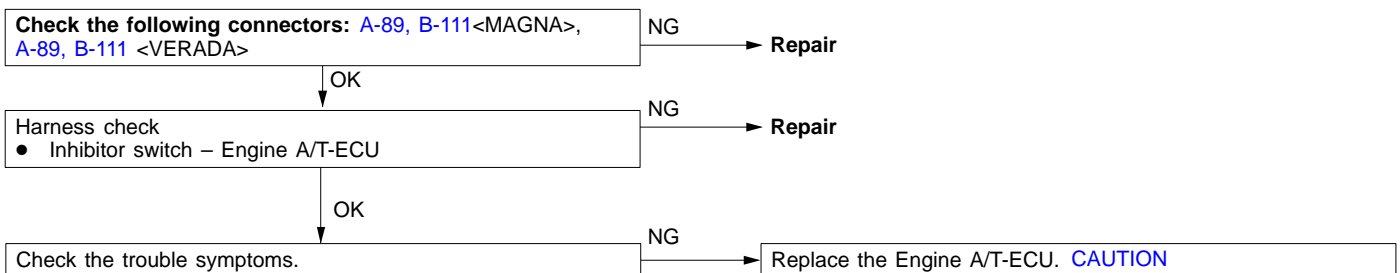 Check the following connectors: A-89, B-111<MAGNA>,
A-89, B-111 <VERADA>
NG
Repair
OK
Harness check
● Inhibitor switch – Engine A/T-ECU
NG
Repair
OK
Check the trouble symptoms.
NG
Replace the Engine A/T-ECU. CAUTION